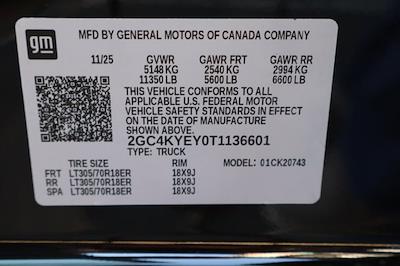 gm
MFD BY GENERAL MOTORS OF CANADA COMPANY
11/25 GVWR GAWR FRT GAWR RR
5148 KG 2540 KG 2994 KG
11350 LB 5600 LB 6600 LB
THIS VEHICLE CONFORMS TO ALL
APPLICABLE U.S. FEDERAL MOTOR
VEHICLE SAFETY STANDARDS IN EFFECT
ON THE DATE OF MANUFACTURE
SHOWN ABOVE.
2GC4KYEY0T1136601
TYPE: TRUCK
TIRE SIZE RIM MODEL: 01CK20743
FRT LT305/70R18ER 18X9J
RR LT305/70R18ER 18X9J
SPA LT305/70R18ER 18X9J